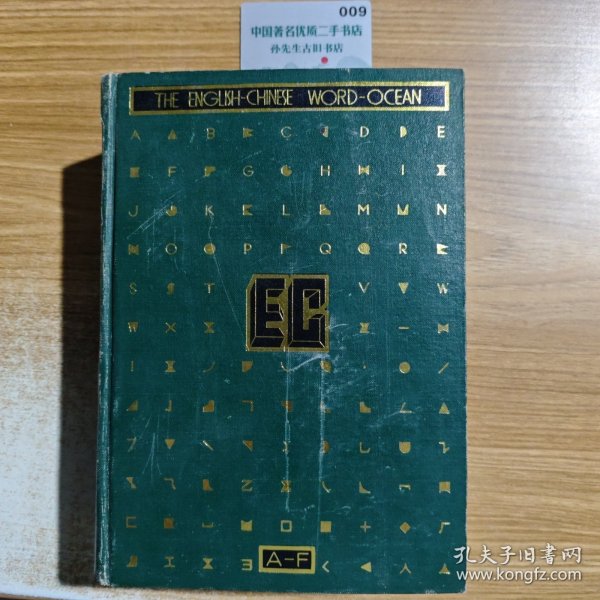 009
中国著名优质二手书店
孙先生古旧书店
THE ENGLISH-CHINESE WORD-OCEAN
A B C D E
F G H I
J K L M N
O P Q R
S T V W
EC
A-F
孔夫子旧书网
www.kongfz.com